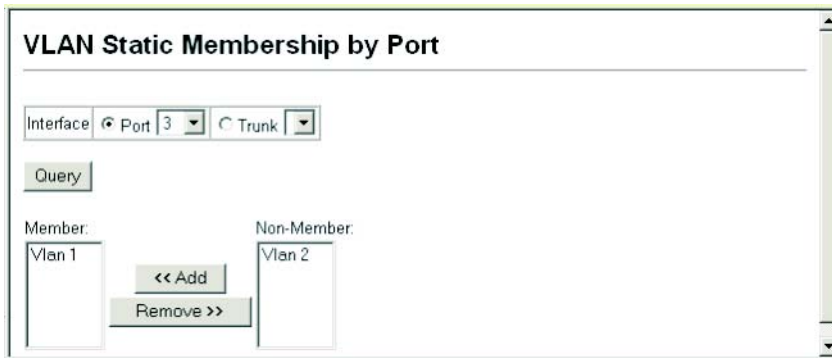 VLAN Static Membership by Port
Interface Port 3 Trunk
Query
Member: Non-Member:
Vlan 1 Vlan 2
<< Add
Remove >>